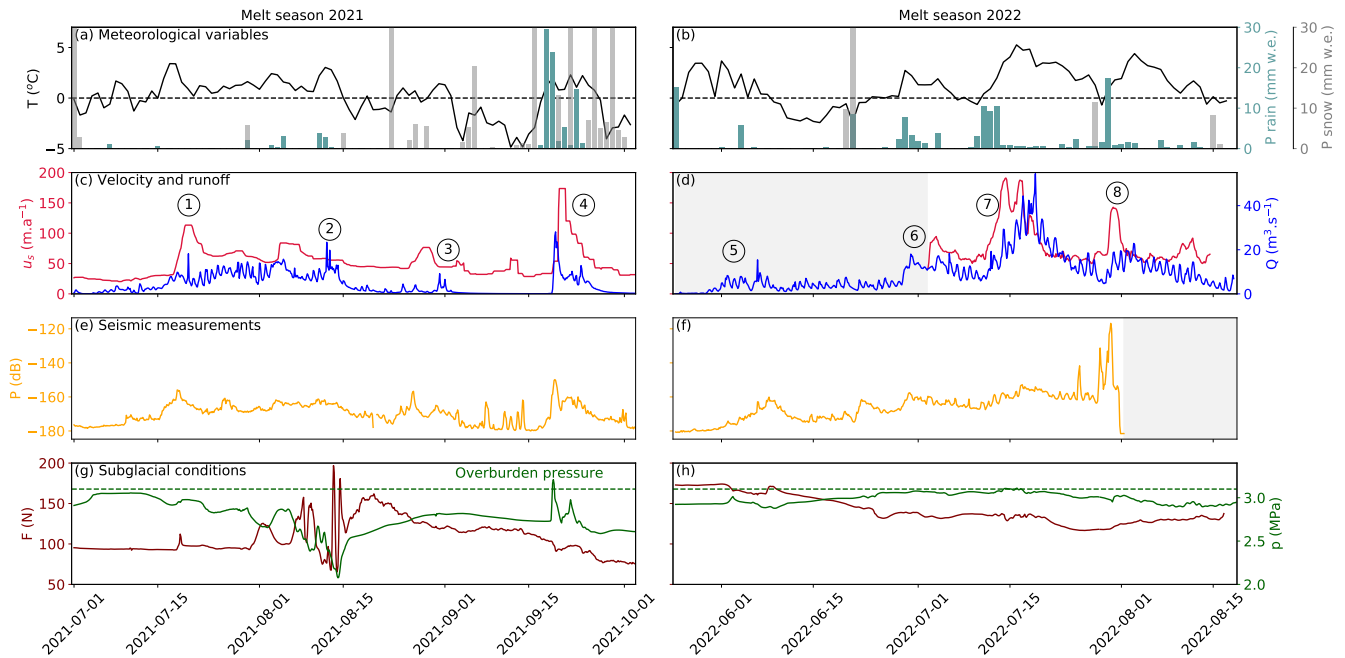 Melt season 2021
Melt season 2022
(a) Meteorological variables
(b)
T (°C)
5
0
−5
30
20
10
0
P rain (mm w.e.)
30
20
10
0
P snow (mm w.e.)
(c) Velocity and runoff
(d)
u_s (m.a⁻¹)
200
150
100
50
0
1
2
3
4
5
6
7
8
40
20
0
Q (m³.s⁻¹)
(e) Seismic measurements
(f)
P (dB)
−120
−140
−160
−180
(g) Subglacial conditions
Overburden pressure
(h)
F (N)
200
150
100
50
3.0
2.5
2.0
p (MPa)
2021-07-01
2021-07-15
2021-08-01
2021-08-15
2021-09-01
2021-09-15
2021-10-01
2022-06-01
2022-06-15
2022-07-01
2022-07-15
2022-08-01
2022-08-15